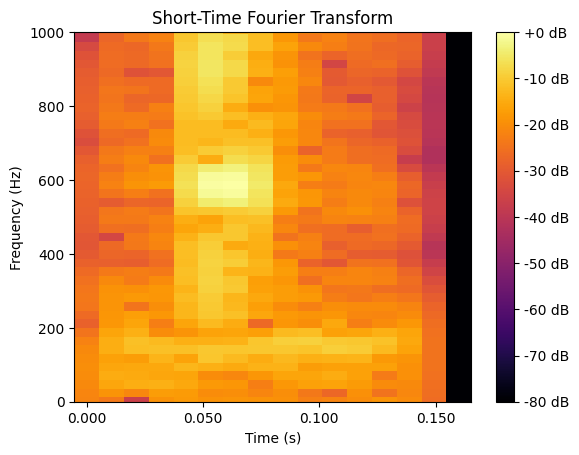 Short-Time Fourier Transform
1000
800
600
400
200
0
Frequency (Hz)
0.000
0.050
0.100
0.150
Time (s)
+0 dB
-10 dB
-20 dB
-30 dB
-40 dB
-50 dB
-60 dB
-70 dB
-80 dB